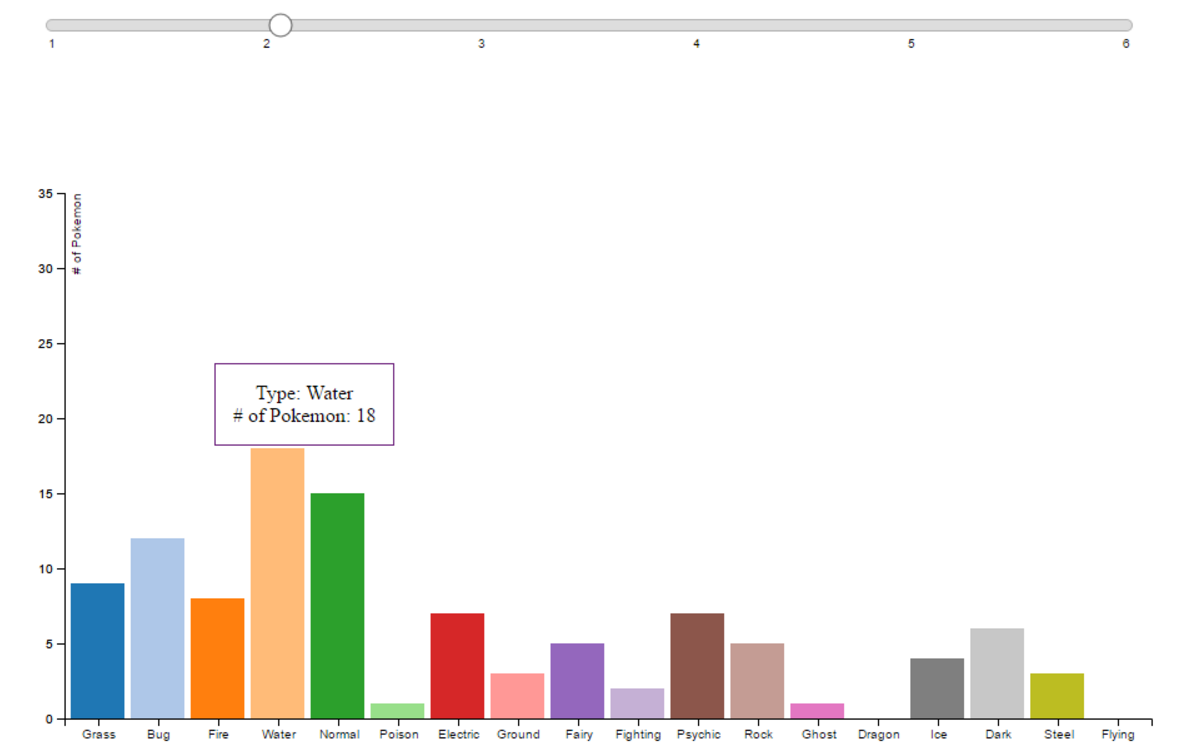 1 2 3 4 5 6
# of Pokemon
35
30
25
Type: Water
# of Pokemon: 18
20
15
10
5
0
Grass Bug Fire Water Normal Poison Electric Ground Fairy Fighting Psychic Rock Ghost Dragon Ice Dark Steel Flying